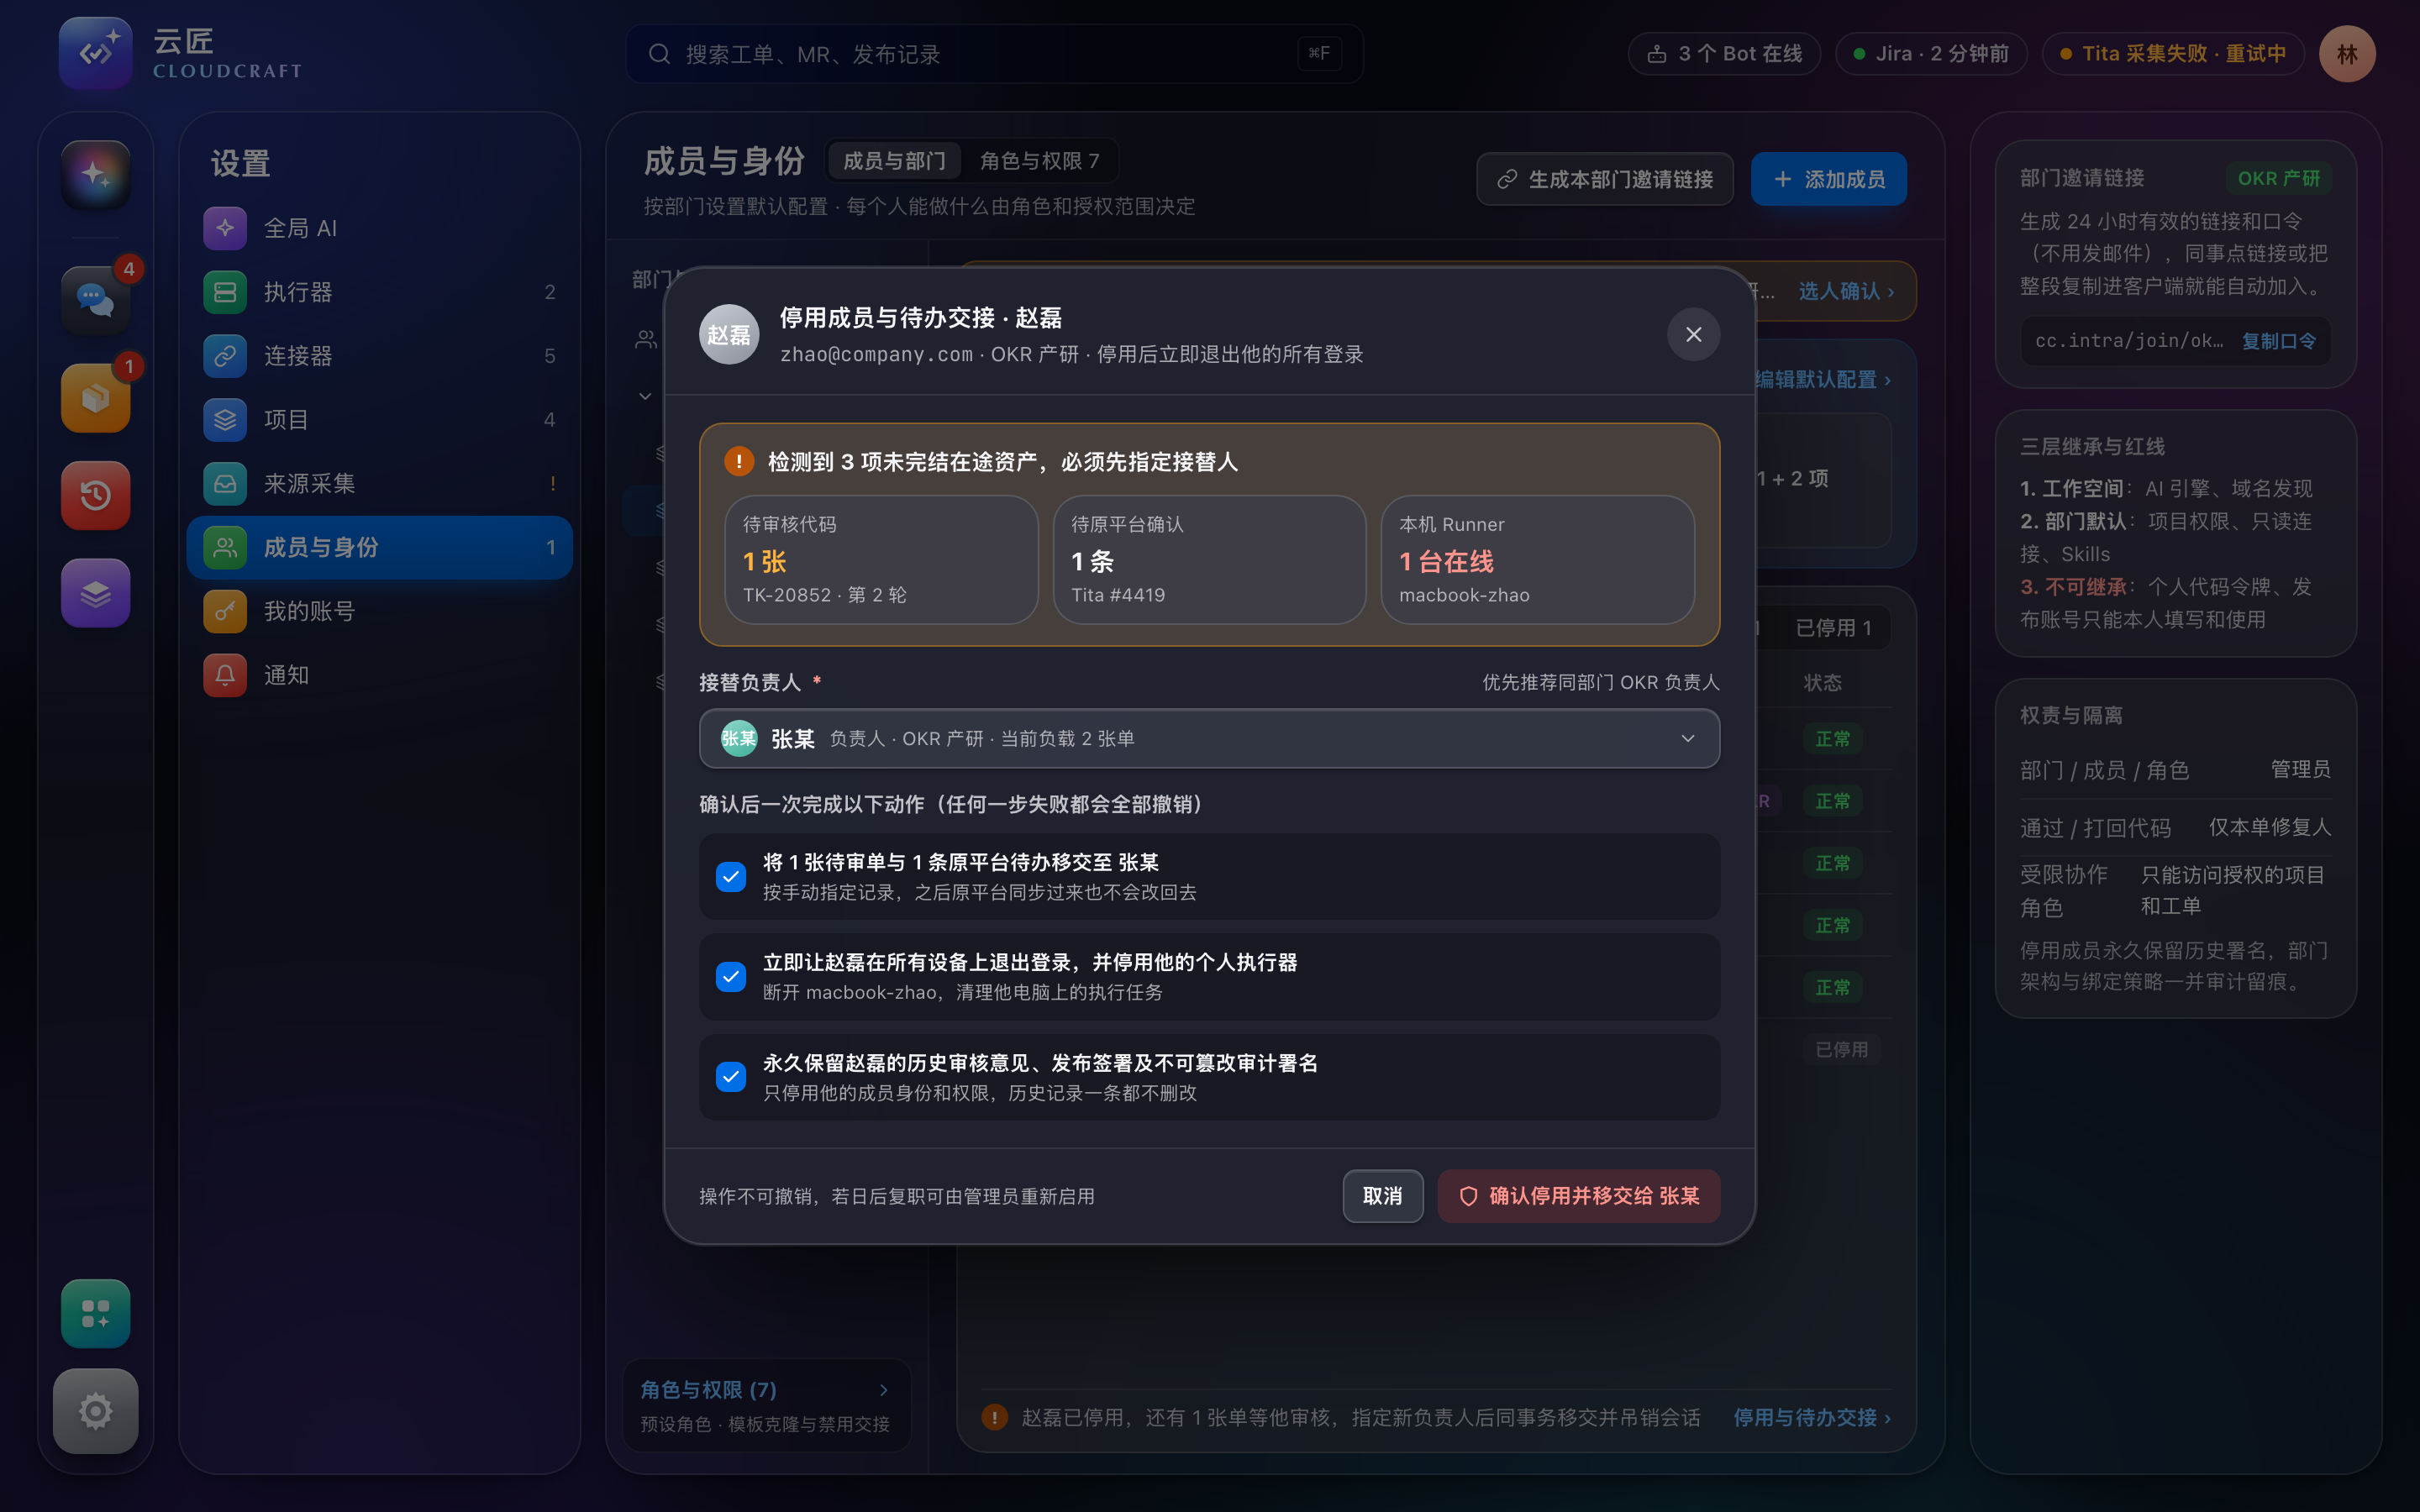 云匠
CLOUDCRAFT
搜索工单、MR、发布记录
⌘F
3 个 Bot 在线
Jira · 2 分钟前
Tita 采集失败 · 重试中
林
4
1
设置
全局 AI
执行器 2
连接器 5
项目 4
来源采集 !
成员与身份 1
我的账号
通知
成员与身份
成员与部门
角色与权限 7
按部门设置默认配置 · 每个人能做什么由角色和授权范围决定
生成本部门邀请链接
添加成员
选人确认 ›
编辑默认配置 ›
1 + 2 项
已停用 1
状态
正常
正常
正常
正常
正常
已停用
赵磊
停用成员与待办交接 · 赵磊
zhao@company.com · OKR 产研 · 停用后立即退出他的所有登录
检测到 3 项未完结在途资产，必须先指定接替人
待审核代码
1 张
TK-20852 · 第 2 轮
待原平台确认
1 条
Tita #4419
本机 Runner
1 台在线
macbook-zhao
接替负责人 *
优先推荐同部门 OKR 负责人
张某
张某 负责人 · OKR 产研 · 当前负载 2 张单
确认后一次完成以下动作（任何一步失败都会全部撤销）
将 1 张待审单与 1 条原平台待办移交至 张某
按手动指定记录，之后原平台同步过来也不会改回去
立即让赵磊在所有设备上退出登录，并停用他的个人执行器
断开 macbook-zhao，清理他电脑上的执行任务
永久保留赵磊的历史审核意见、发布签署及不可篡改审计署名
只停用他的成员身份和权限，历史记录一条都不删改
操作不可撤销，若日后复职可由管理员重新启用
取消
确认停用并移交给 张某
角色与权限 (7)
预设角色 · 模板克隆与禁用交接
赵磊已停用，还有 1 张单等他审核，指定新负责人后同事务移交并吊销会话
停用与待办交接 ›
部门邀请链接
OKR 产研
生成 24 小时有效的链接和口令
（不用发邮件），同事点链接或把
整段复制进客户端就能自动加入。
cc.intra/join/ok…
复制口令
三层继承与红线
1. 工作空间：AI 引擎、域名发现
2. 部门默认：项目权限、只读连
接、Skills
3. 不可继承：个人代码令牌、发
布账号只能本人填写和使用
权责与隔离
部门 / 成员 / 角色 管理员
通过 / 打回代码 仅本单修复人
受限协作 只能访问授权的项目
角色 和工单
停用成员永久保留历史署名，部门
架构与绑定策略一并审计留痕。